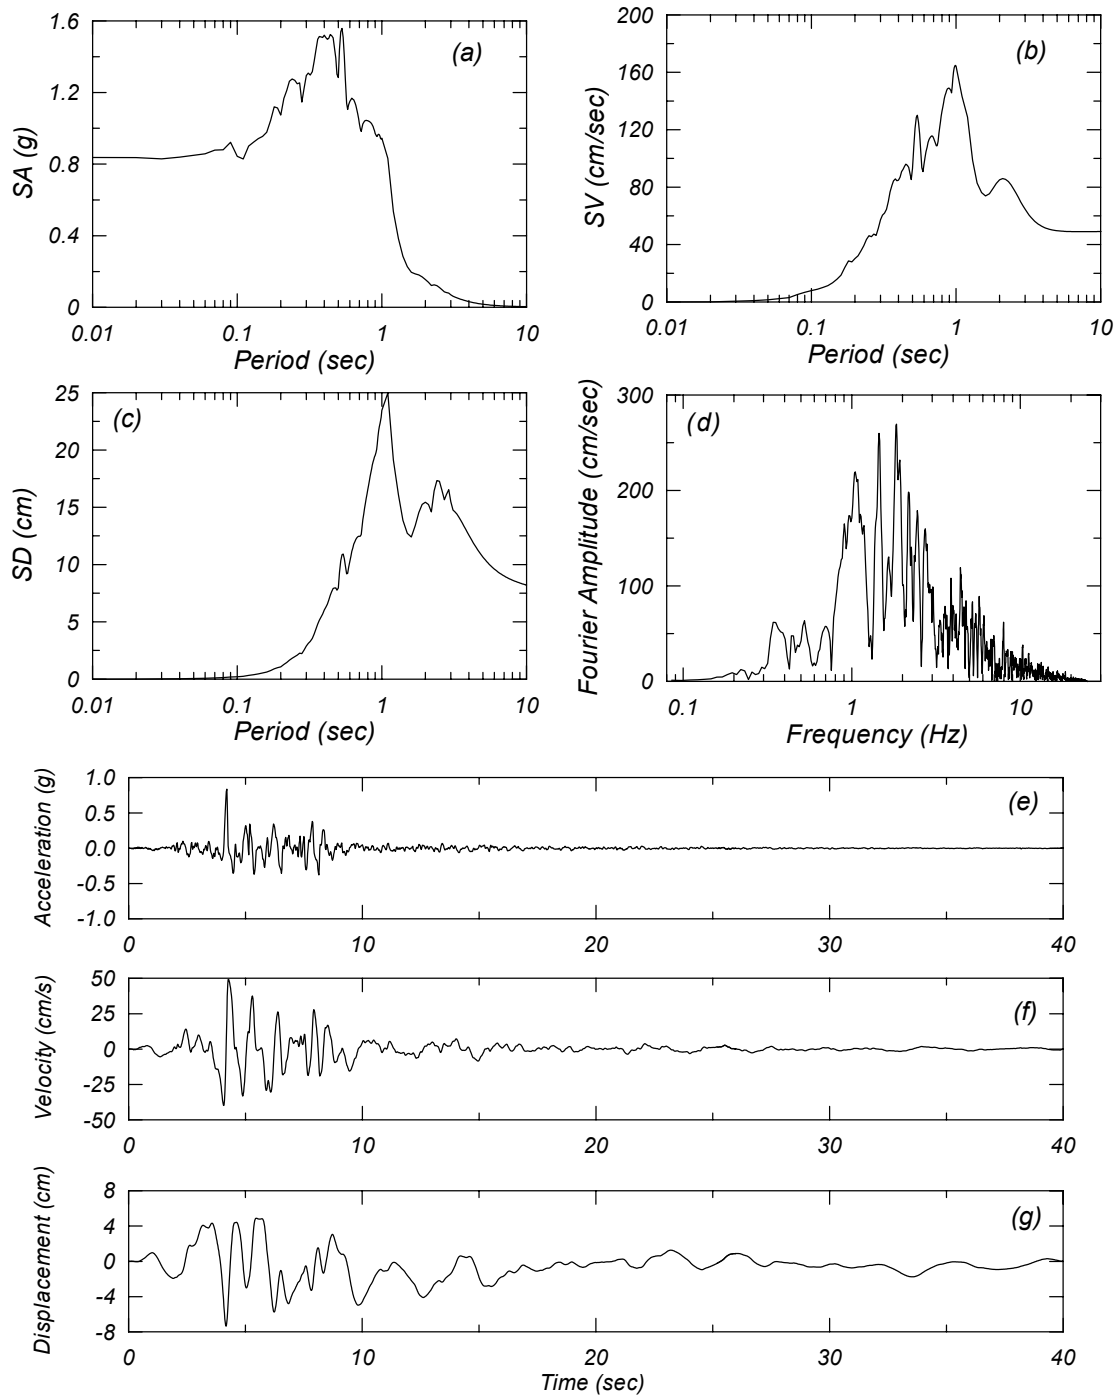 (a)
SA (g)
1.6
1.2
0.8
0.4
0
0.01 0.1 1 10
Period (sec)
(b)
SV (cm/sec)
200
160
120
80
40
0
0.01 0.1 1 10
Period (sec)
(c)
SD (cm)
25
20
15
10
5
0
0.01 0.1 1 10
Period (sec)
(d)
Fourier Amplitude (cm/sec)
300
200
100
0
0.1 1 10
Frequency (Hz)
(e)
Acceleration (g)
1.0
0.5
0.0
-0.5
-1.0
0 10 20 30 40
(f)
Velocity (cm/s)
50
25
0
-25
-50
0 10 20 30 40
(g)
Displacement (cm)
8
4
0
-4
-8
0 10 20 30 40
Time (sec)